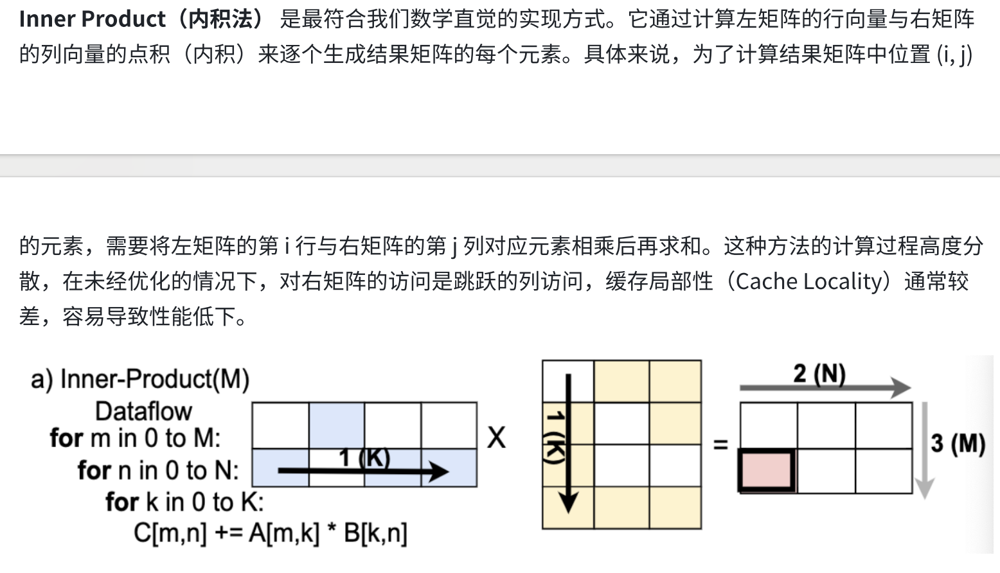 Inner Product（内积法） 是最符合我们数学直觉的实现方式。它通过计算左矩阵的行向量与右矩阵
的列向量的点积（内积）来逐个生成结果矩阵的每个元素。具体来说，为了计算结果矩阵中位置 (i, j)
的元素，需要将左矩阵的第 i 行与右矩阵的第 j 列对应元素相乘后再求和。这种方法的计算过程高度分
散，在未经优化的情况下，对右矩阵的访问是跳跃的列访问，缓存局部性（Cache Locality）通常较
差，容易导致性能低下。
a) Inner-Product(M)
Dataflow
for m in 0 to M:
for n in 0 to N:
for k in 0 to K:
C[m,n] += A[m,k] * B[k,n]
1 (K)
X
1 (K)
=
2 (N)
3 (M)